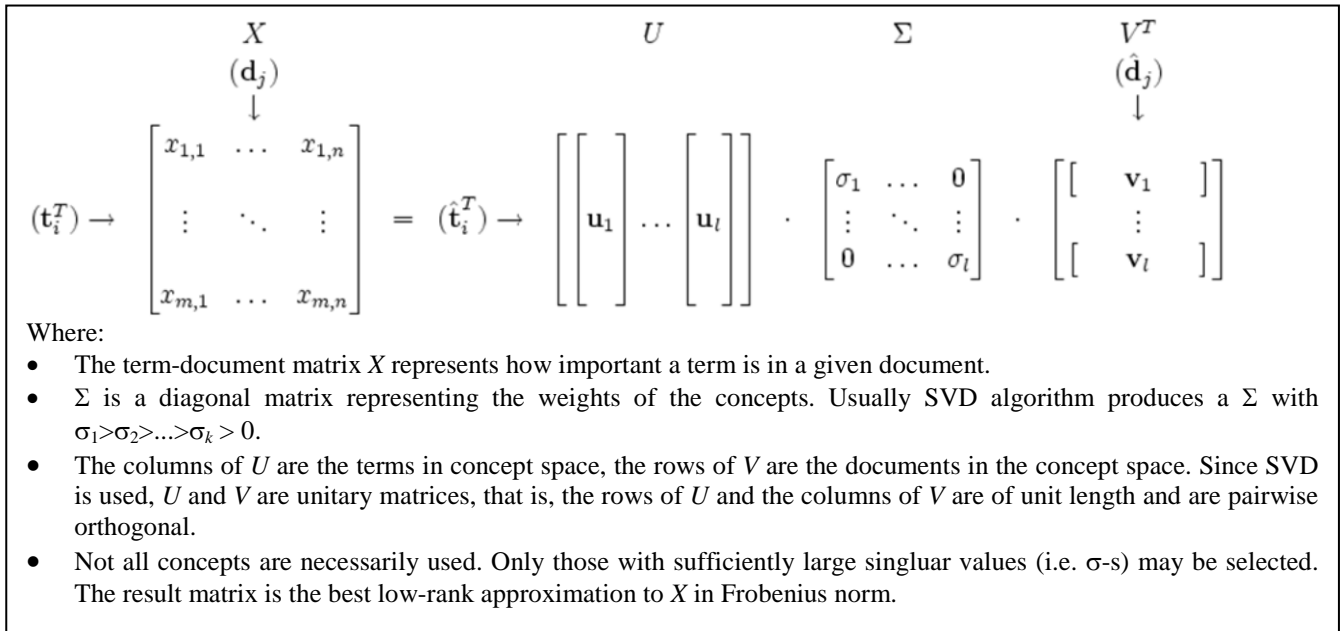 X U Σ V^T
(d_j) (d̂_j)
↓ ↓
x_{1,1} … x_{1,n}
(t_i^T) → ⋮ ⋱ ⋮ = (t̂_i^T) → [[u_1] … [u_l]] · [σ_1 … 0 ⋮ ⋱ ⋮ 0 … σ_l] · [[ v_1 ] ⋮ [ v_l ]]
x_{m,1} … x_{m,n}
Where:
• The term-document matrix X represents how important a term is in a given document.
• Σ is a diagonal matrix representing the weights of the concepts. Usually SVD algorithm produces a Σ with
σ₁>σ₂>...>σ_k > 0.
• The columns of U are the terms in concept space, the rows of V are the documents in the concept space. Since SVD
is used, U and V are unitary matrices, that is, the rows of U and the columns of V are of unit length and are pairwise
orthogonal.
• Not all concepts are necessarily used. Only those with sufficiently large singluar values (i.e. σ-s) may be selected.
The result matrix is the best low-rank approximation to X in Frobenius norm.